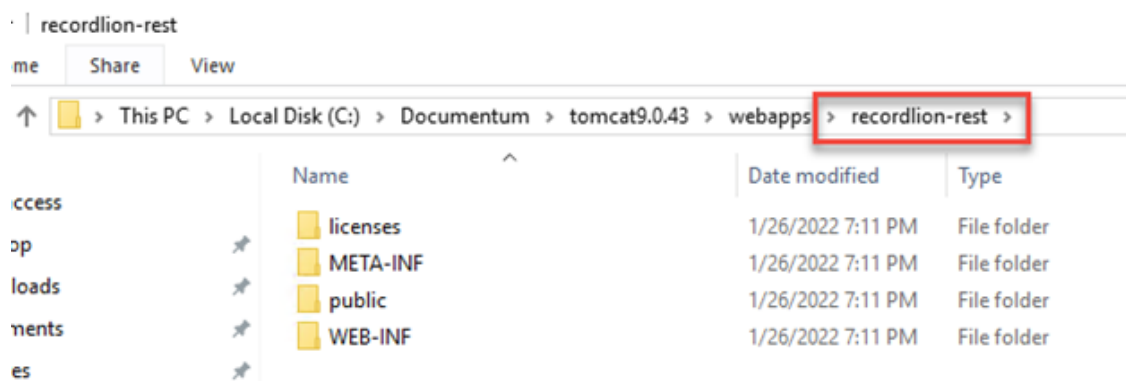 recordlion-rest
me Share View
This PC > Local Disk (C:) > Documentum > tomcat9.0.43 > webapps > recordlion-rest >
Name Date modified Type
ccess
licenses 1/26/2022 7:11 PM File folder
op
META-INF 1/26/2022 7:11 PM File folder
loads
public 1/26/2022 7:11 PM File folder
ments
WEB-INF 1/26/2022 7:11 PM File folder
es